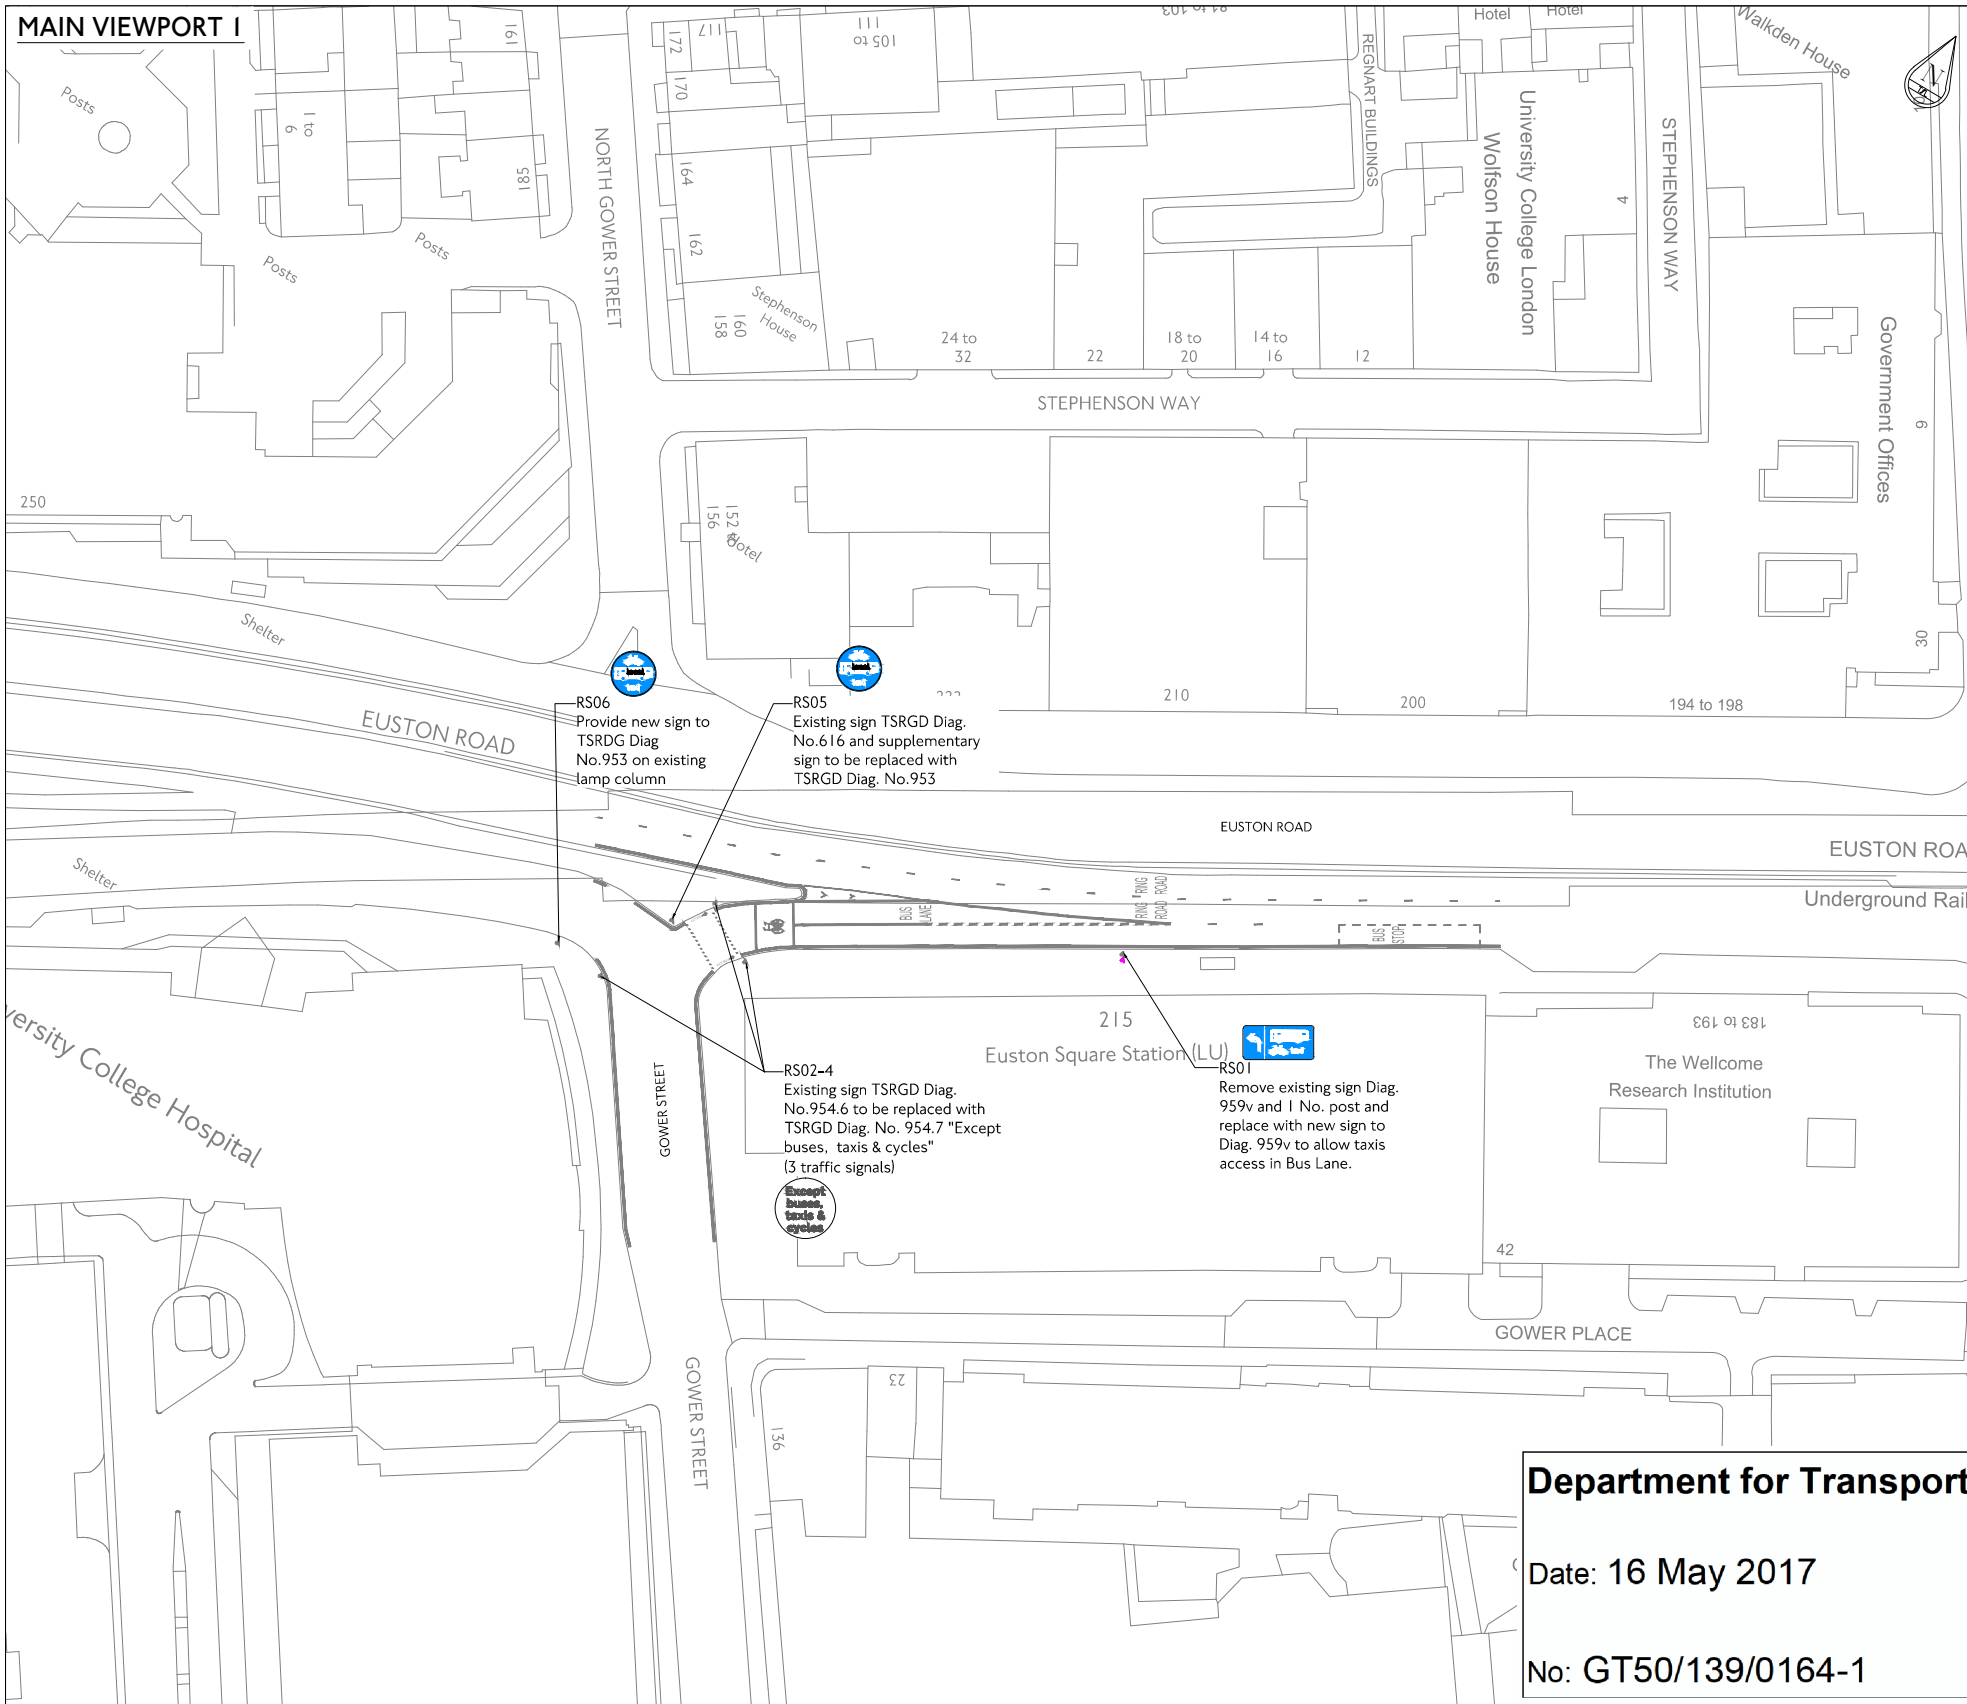 MAIN VIEWPORT 1
Posts
1 to
6
161
185
Posts
Posts
NORTH GOWER STREET
172
117
170
164
162
160
158
Stephenson
House
111
105 to
REGNART BUILDINGS
Hotel
Hotel
Walkden House
N
University College London
Wolfson House
4
STEPHENSON WAY
24 to
32
22
18 to
20
14 to
16
12
STEPHENSON WAY
Government Offices
6
30
250
152
156
Hotel
Shelter
EUSTON ROAD
RS06
Provide new sign to
TSRDG Diag
No.953 on existing
lamp column
local
taxi
RS05
Existing sign TSRGD Diag.
No.616 and supplementary
sign to be replaced with
TSRGD Diag. No.953
local
taxi
210
200
194 to 198
EUSTON ROAD
EUSTON ROA
Underground Rail
Shelter
BUS
LANE
RING RING
ROAD ROAD
BUS
STOP
versity College Hospital
GOWER STREET
215
Euston Square Station (LU)
RS02-4
Existing sign TSRGD Diag.
No.954.6 to be replaced with
TSRGD Diag. No. 954.7 "Except
buses, taxis & cycles"
(3 traffic signals)
Except
buses,
taxis &
cycles
taxi
RS01
Remove existing sign Diag.
959v and 1 No. post and
replace with new sign to
Diag. 959v to allow taxis
access in Bus Lane.
183 to 193
The Wellcome
Research Institution
42
GOWER PLACE
GOWER STREET
23
136
Department for Transport
Date: 16 May 2017
No: GT50/139/0164-1